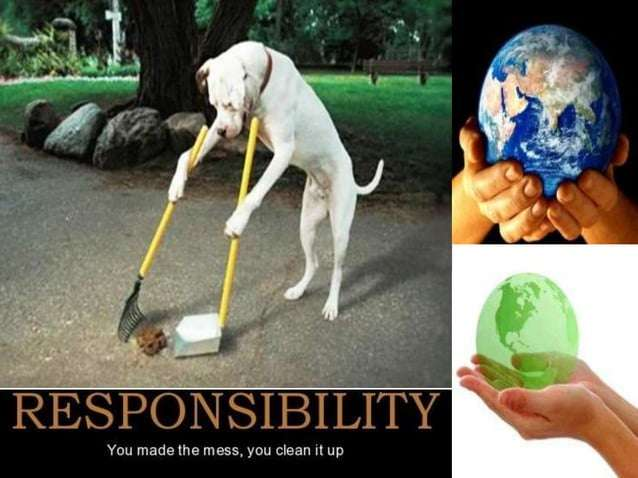 RESPONSIBILITY
You made the mess, you clean it up